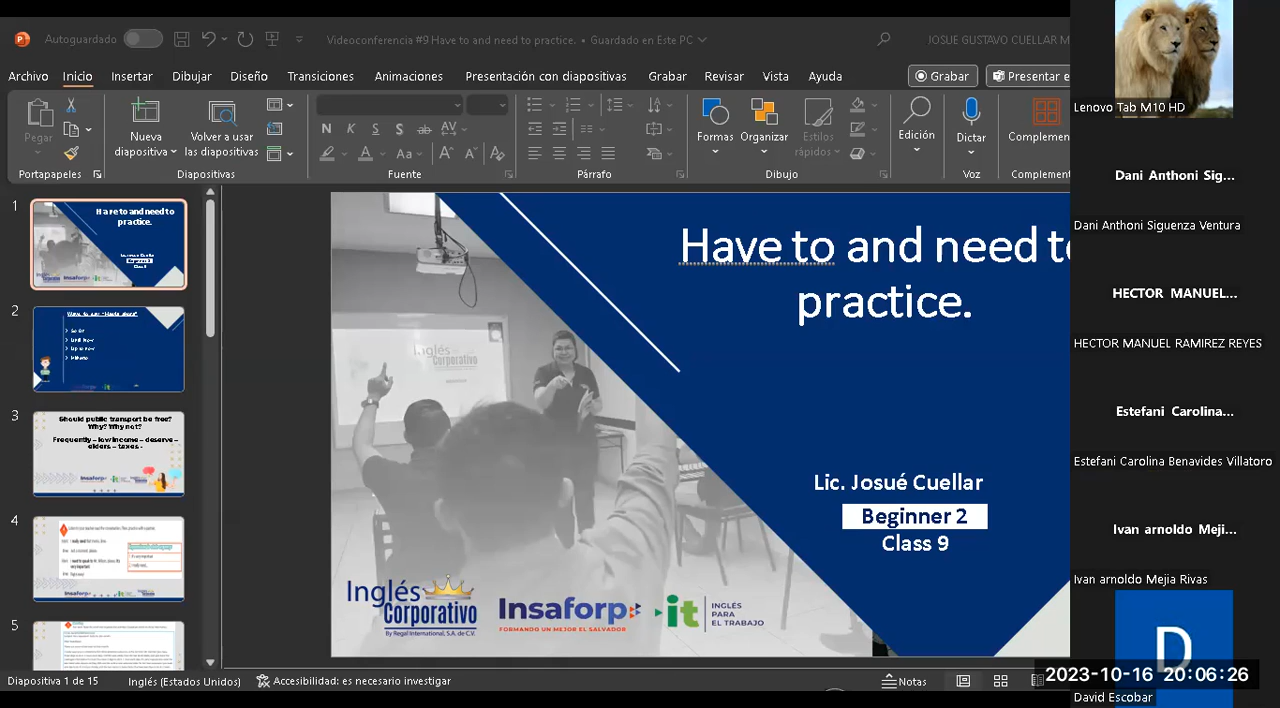 Autoguardado
Videoconferencia #9 Have to and need to practice. • Guardado en Este PC
JOSUE GUSTAVO CUELLAR M
Archivo Inicio Insertar Dibujar Diseño Transiciones Animaciones Presentación con diapositivas Grabar Revisar Vista Ayuda
Grabar
Presentar e
Pegar
Nueva diapositiva
Volver a usar las diapositivas
Formas
Organizar
Estilos rápidos
Edición
Dictar
Complemen
Portapapeles
Diapositivas
Fuente
Párrafo
Dibujo
Voz
Complement
1
Have to and need to
practice.
2
3
Should public transport be free?
Why? Why not?
Frequently – low income – deserve –
elders – taxes -
4
5
Have to and need to
practice.
Lic. Josué Cuellar
Beginner 2
Class 9
Inglés Corporativo
Inglés
Corporativo
By Regal International, S.A. de C.V.
Insaforp
FORMANDO UN MEJOR EL SALVADOR
it
INGLÉS
PARA
EL TRABAJO
Lenovo Tab M10 HD
Dani Anthoni Sig...
Dani Anthoni Siguenza Ventura
HECTOR MANUEL...
HECTOR MANUEL RAMIREZ REYES
Estefani Carolina...
Estefani Carolina Benavides Villatoro
Ivan arnoldo Meji...
Ivan arnoldo Mejia Rivas
D
2023-10-16 20:06:26
David Escobar
Diapositiva 1 de 15
Inglés (Estados Unidos)
Accesibilidad: es necesario investigar
Notas